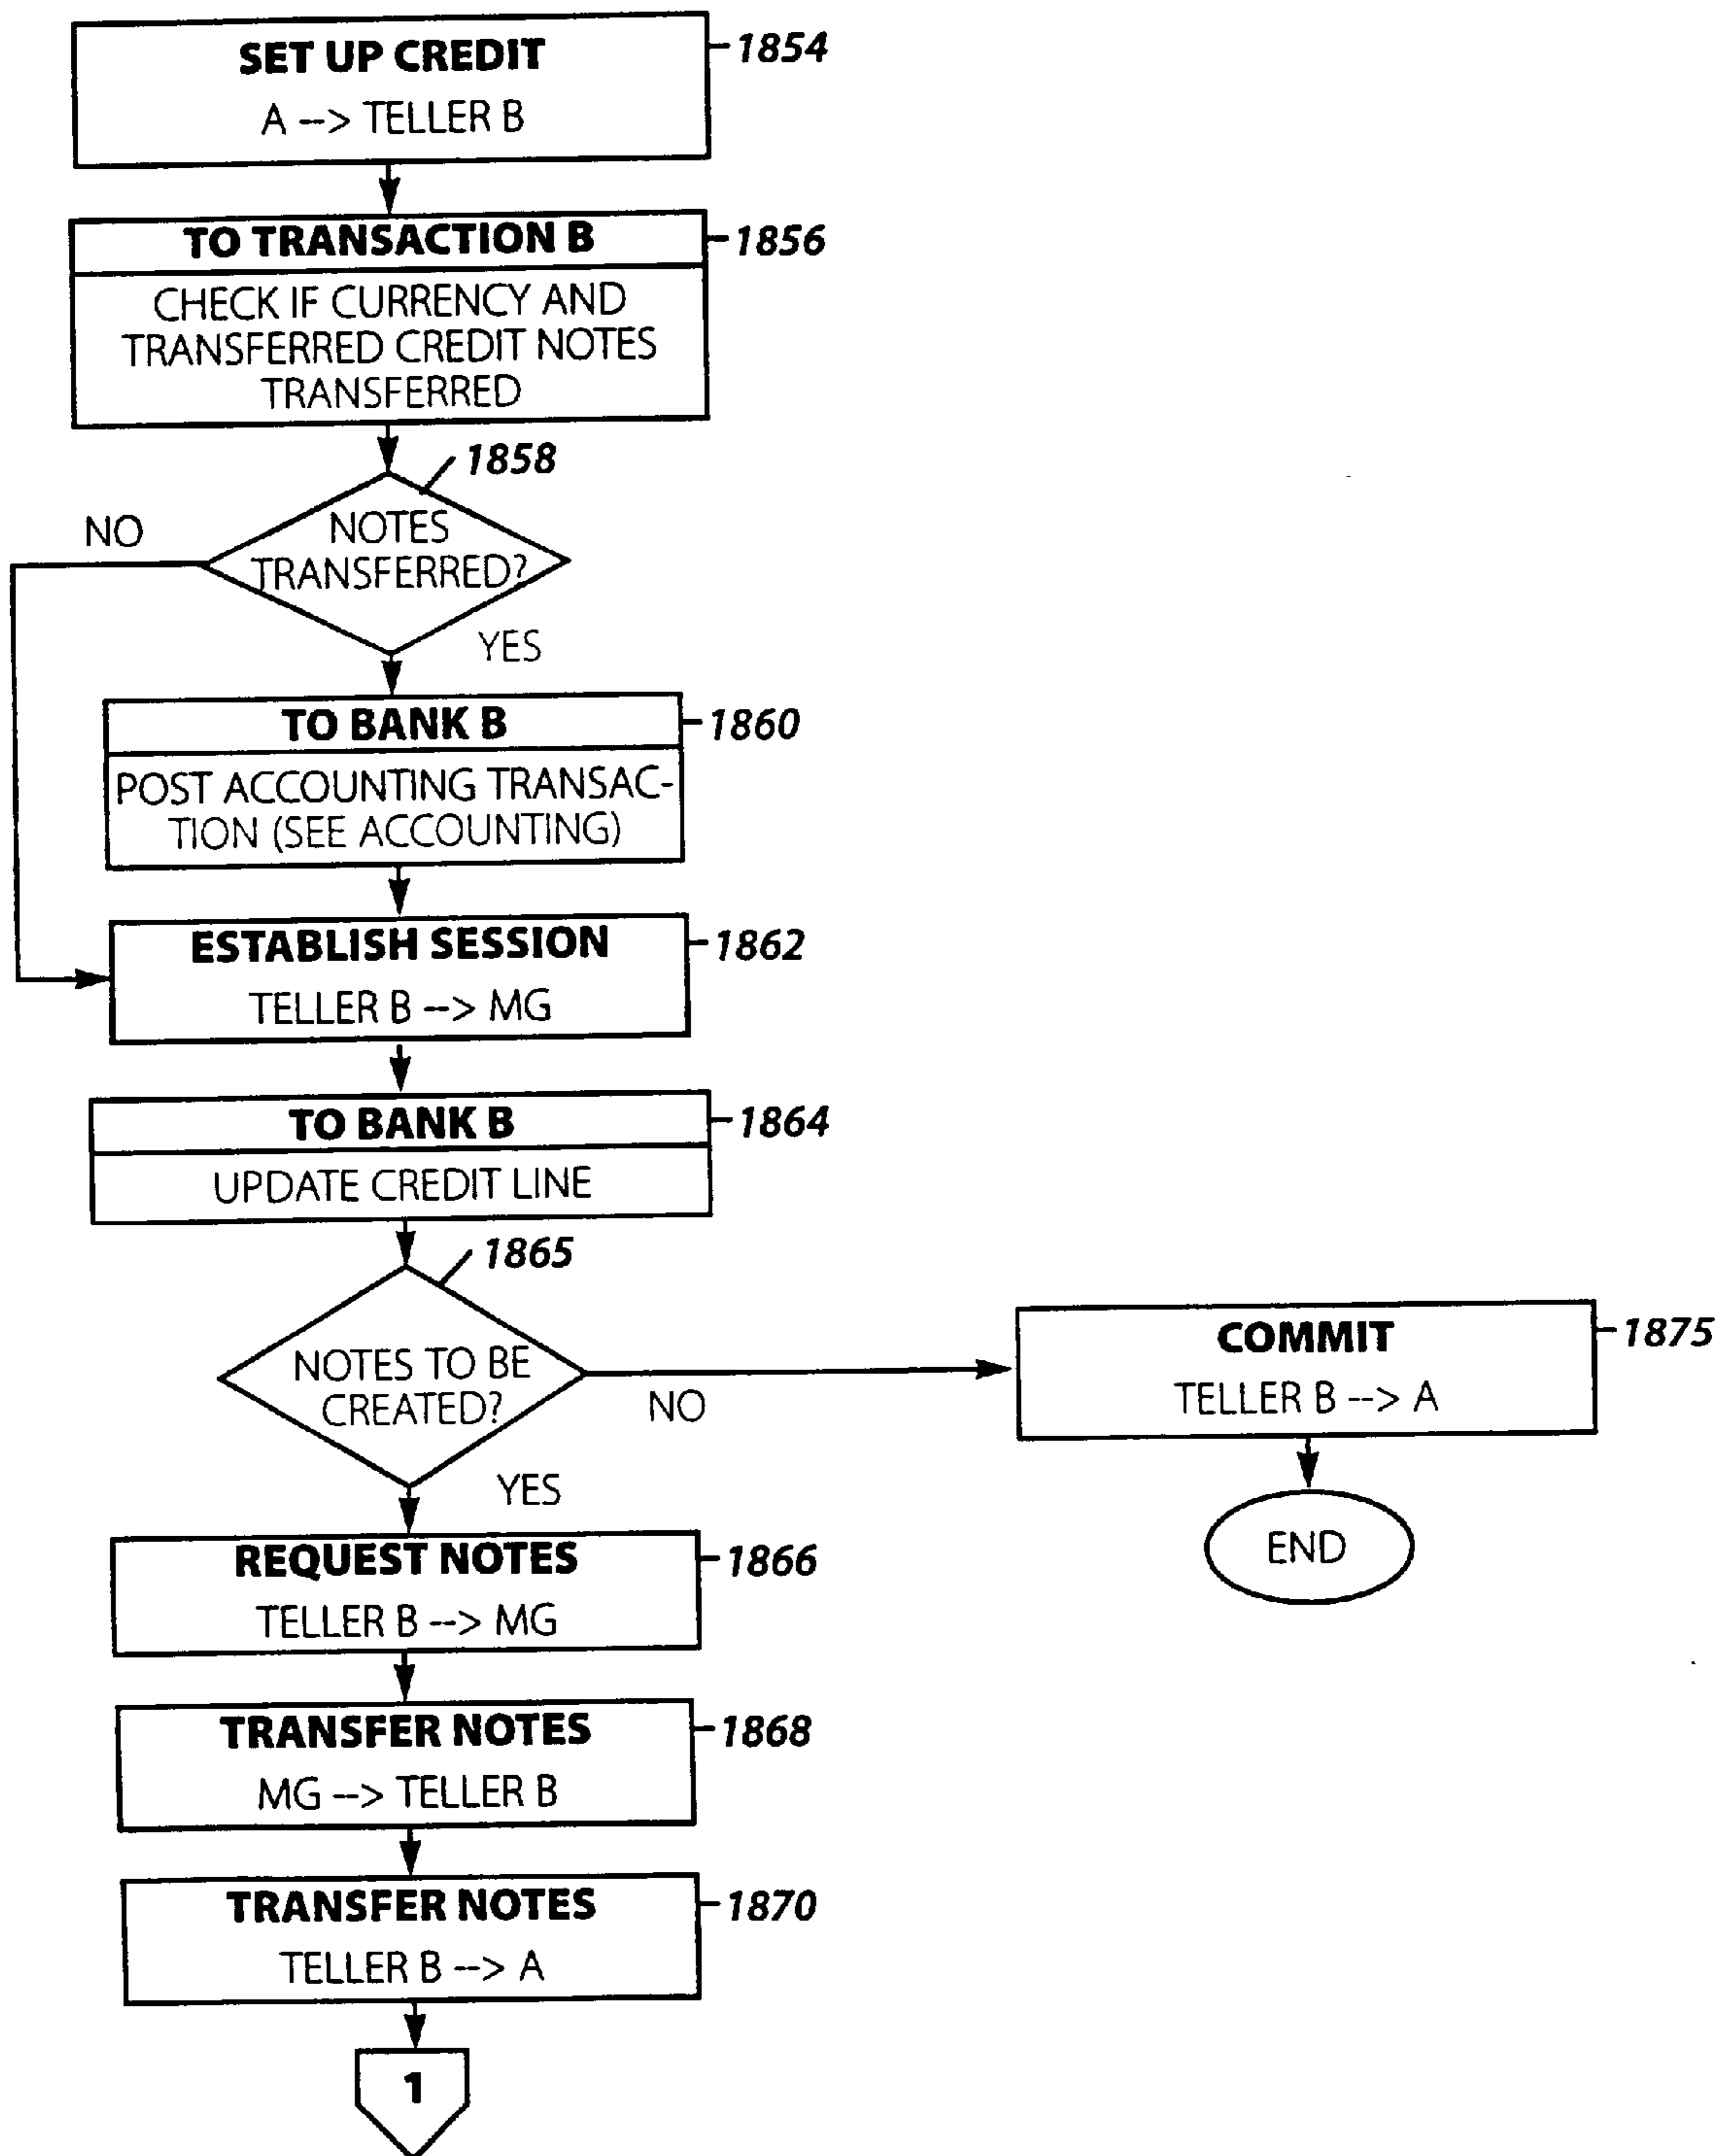 SET UP CREDIT
1854
A --> TELLER B
TO TRANSACTION B
1856
CHECK IF CURRENCY AND
TRANSFERRED CREDIT NOTES
TRANSFERRED
1858
NO
NOTES
TRANSFERRED?
YES
TO BANK B
1860
POST ACCOUNTING TRANSAC-
TION (SEE ACCOUNTING)
ESTABLISH SESSION
1862
TELLER B --> MG
TO BANK B
1864
UPDATE CREDIT LINE
1865
NOTES TO BE
CREATED?
NO
YES
COMMIT
1875
TELLER B --> A
END
REQUEST NOTES
1866
TELLER B --> MG
TRANSFER NOTES
1868
MG --> TELLER B
TRANSFER NOTES
1870
TELLER B --> A
1